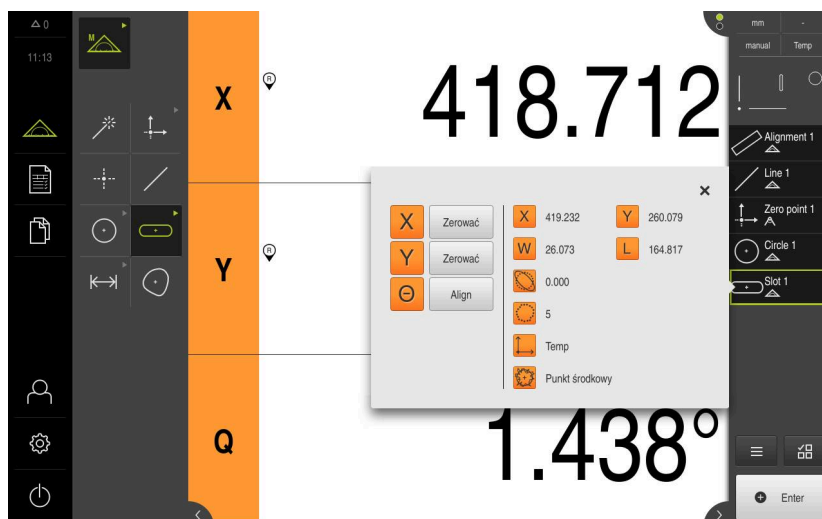 0
11:13
M
X
R
418.712
Y
R
Q
1.438°
X Zerować
Y Zerować
Θ Align
X 419.232 Y 260.079
W 26.073 L 164.817
0.000
5
Temp
Punkt środkowy
mm -
manual Temp
Alignment 1
Line 1
Zero point 1
Circle 1
Slot 1
Enter